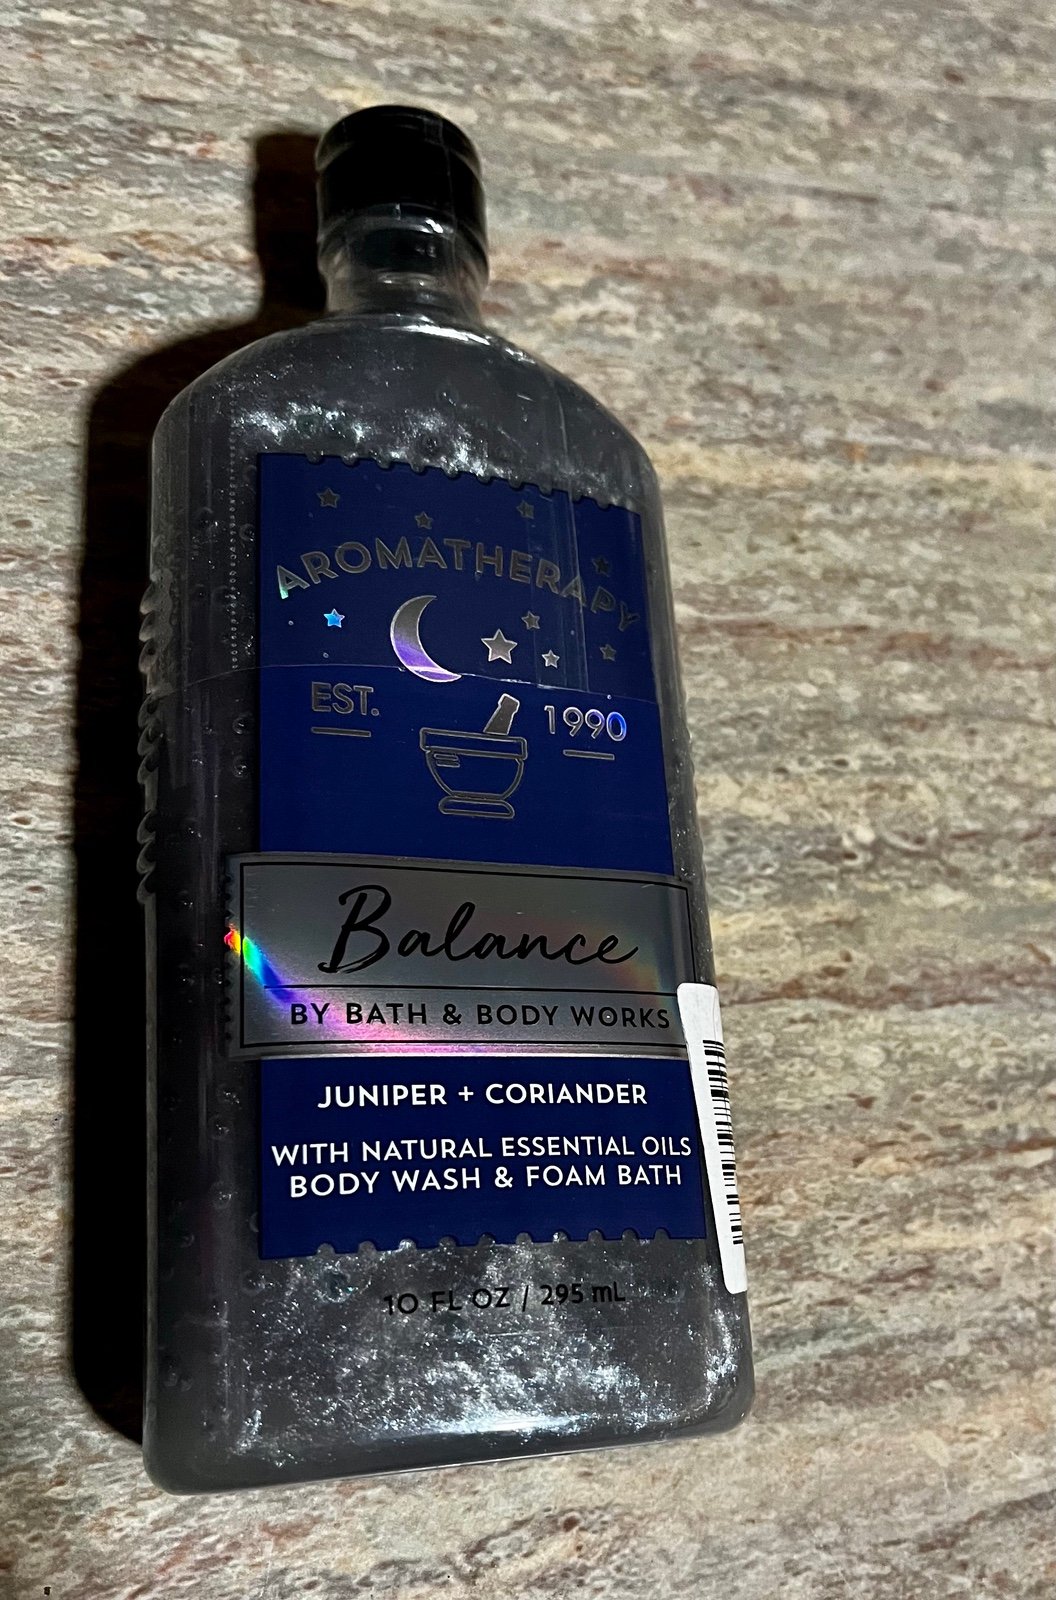 AROMATHERAPY
EST. 1990
Balance
BY BATH & BODY WORKS
JUNIPER + CORIANDER
WITH NATURAL ESSENTIAL OILS
BODY WASH & FOAM BATH
10 FL OZ / 295 mL